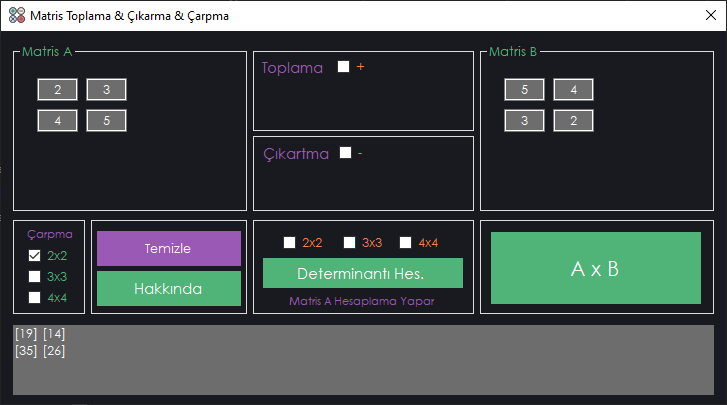 Matris Toplama & Çıkarma & Çarpma
Matris A
2 3
4 5
Toplama +
Çıkartma -
Matris B
5 4
3 2
Çarpma
2x2
3x3
4x4
Temizle
Hakkında
2x2 3x3 4x4
Determinantı Hes.
Matris A Hesaplama Yapar
A x B
[19] [14]
[35] [26]